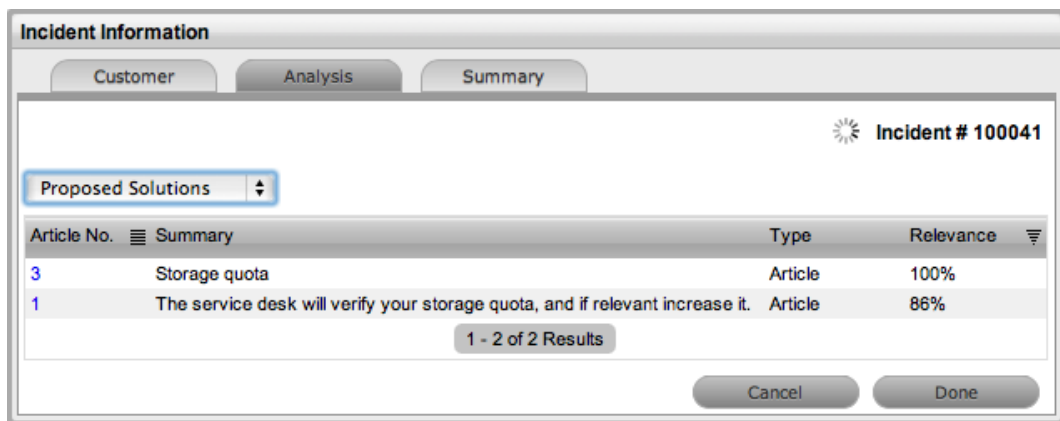 Incident Information
Customer Analysis Summary
Incident # 100041
Proposed Solutions
Article No. Summary Type Relevance
3 Storage quota Article 100%
1 The service desk will verify your storage quota, and if relevant increase it. Article 86%
1 - 2 of 2 Results
Cancel Done